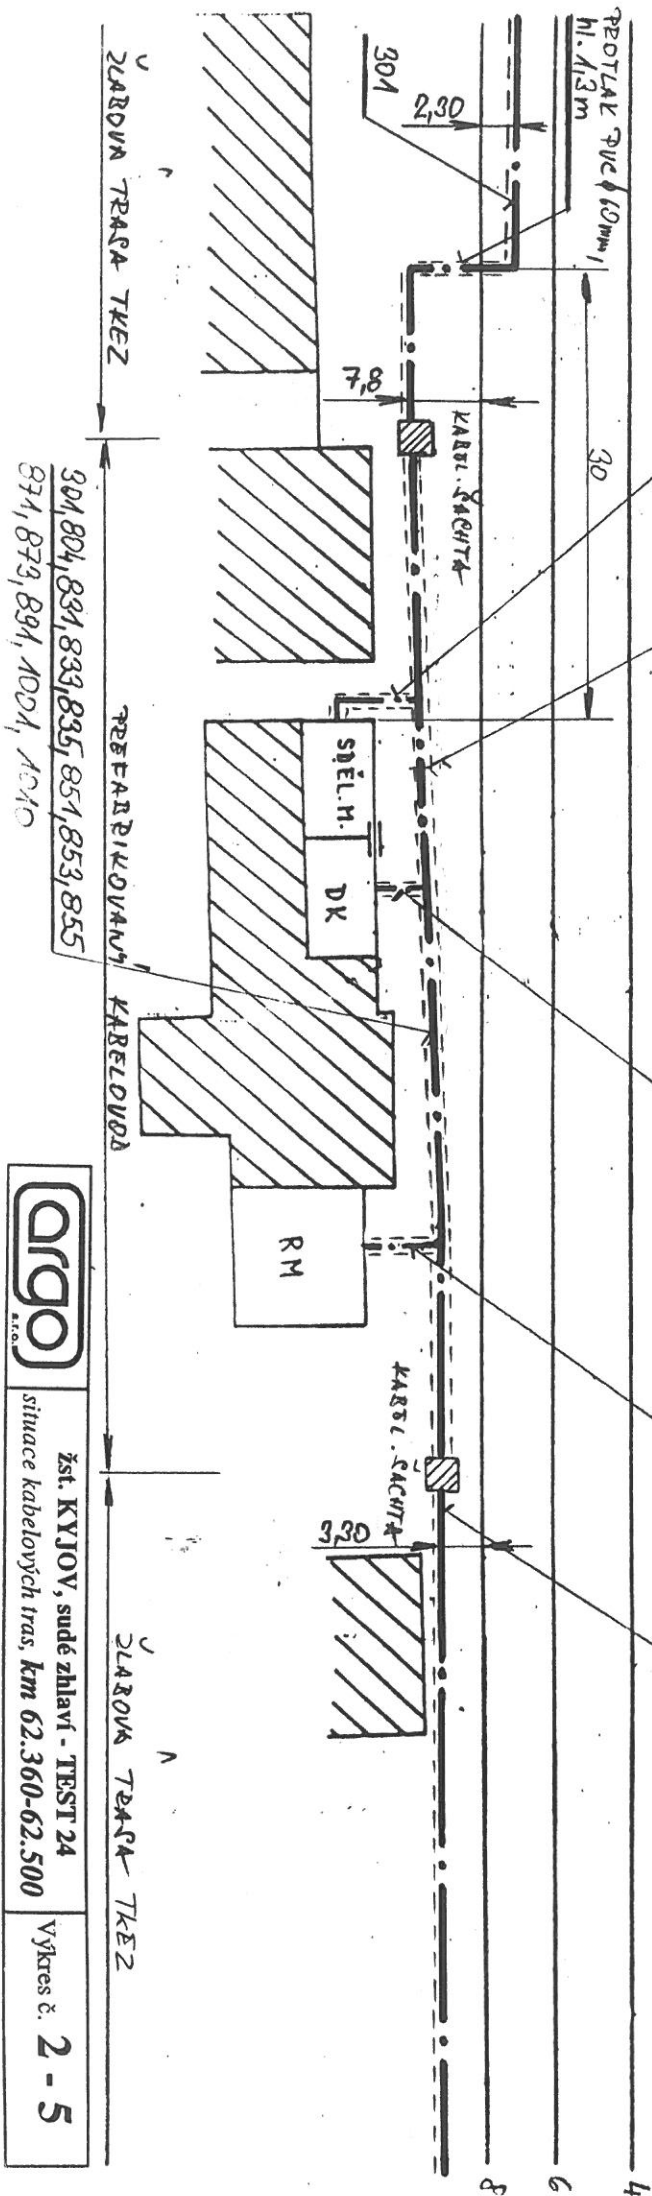 PROTLAK PVC φ 60mm,
hl. 1,3 m
301
2,30
30
7,8
KABEL. ŠACHTA
ŽLABOVÁ TRASA TKEZ
301,804,831,833,835,851,853,855
871,873,891,1001,1010
SDĚL.M.
DK
PREFABRIKOVANÝ KABELOVOD
RM
KABEL. ŠACHTA
3,30
ŽLABOVÁ TRASA TKEZ
4
6
8
argo
s.r.o.
žst. KYJOV, sudé zhlaví - TEST 24
situace kabelových tras, km 62.360-62.500
Výkres č. 2 - 5